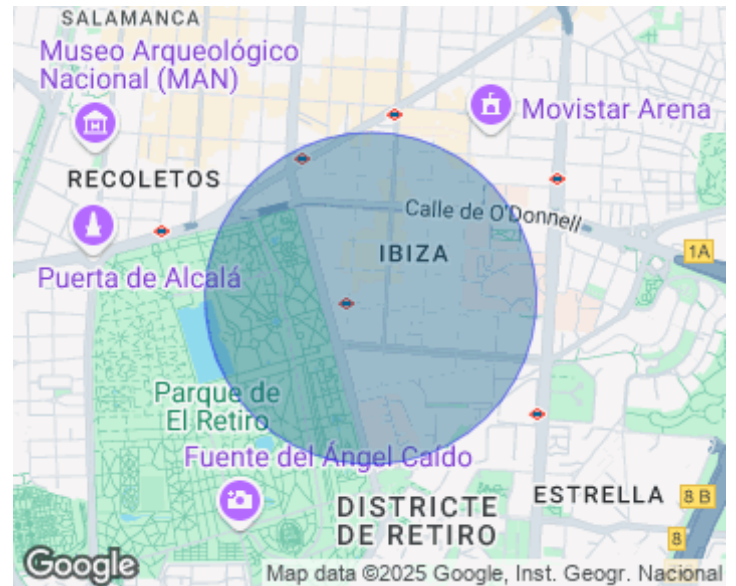 SALAMANCA
Museo Arqueológico
Nacional (MAN)
Movistar Arena
RECOLETOS
Calle de O'Donnell
IBIZA
1A
Puerta de Alcalá
Parque de
El Retiro
Fuente del Ángel Caído
ESTRELLA
8 B
DISTRICTE
DE RETIRO
8
Google
Map data ©2025 Google, Inst. Geogr. Nacional